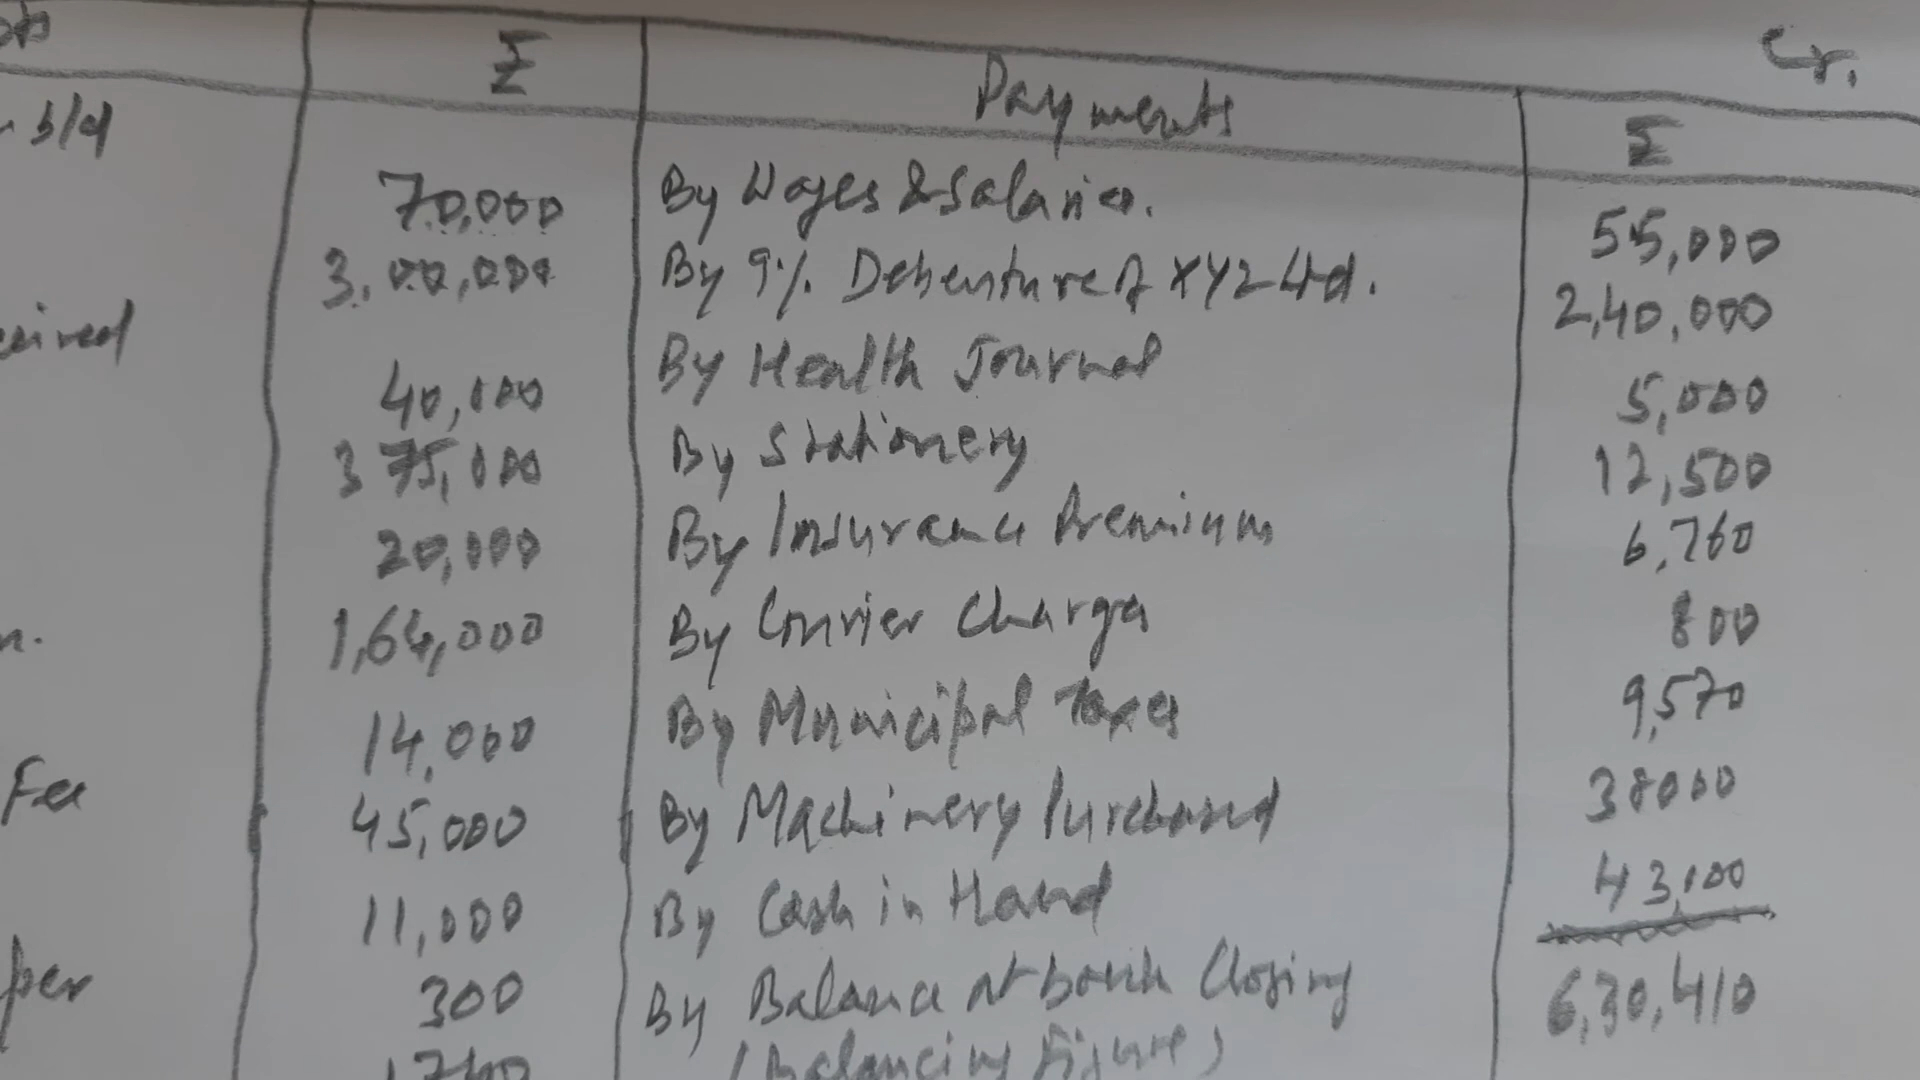 ₹ Payments Cr. ₹
b/d
70,000 By Wages & Salaries. 55,000
3,00,000 By 9% Debenture of XYZ Ltd. 2,40,000
By Health Journal 5,000
40,000
375,000 By Stationery 12,500
20,000 By Insurance Premium 6,760
1,64,000 By Courier Charges 800
14,000 By Municipal Taxes 9,570
Fee 45,000 By Machinery Purchased 38000
11,000 By Cash in Hand 43,100
per 300 By Balance at bank Closing 6,30,410
(Balancing figure)